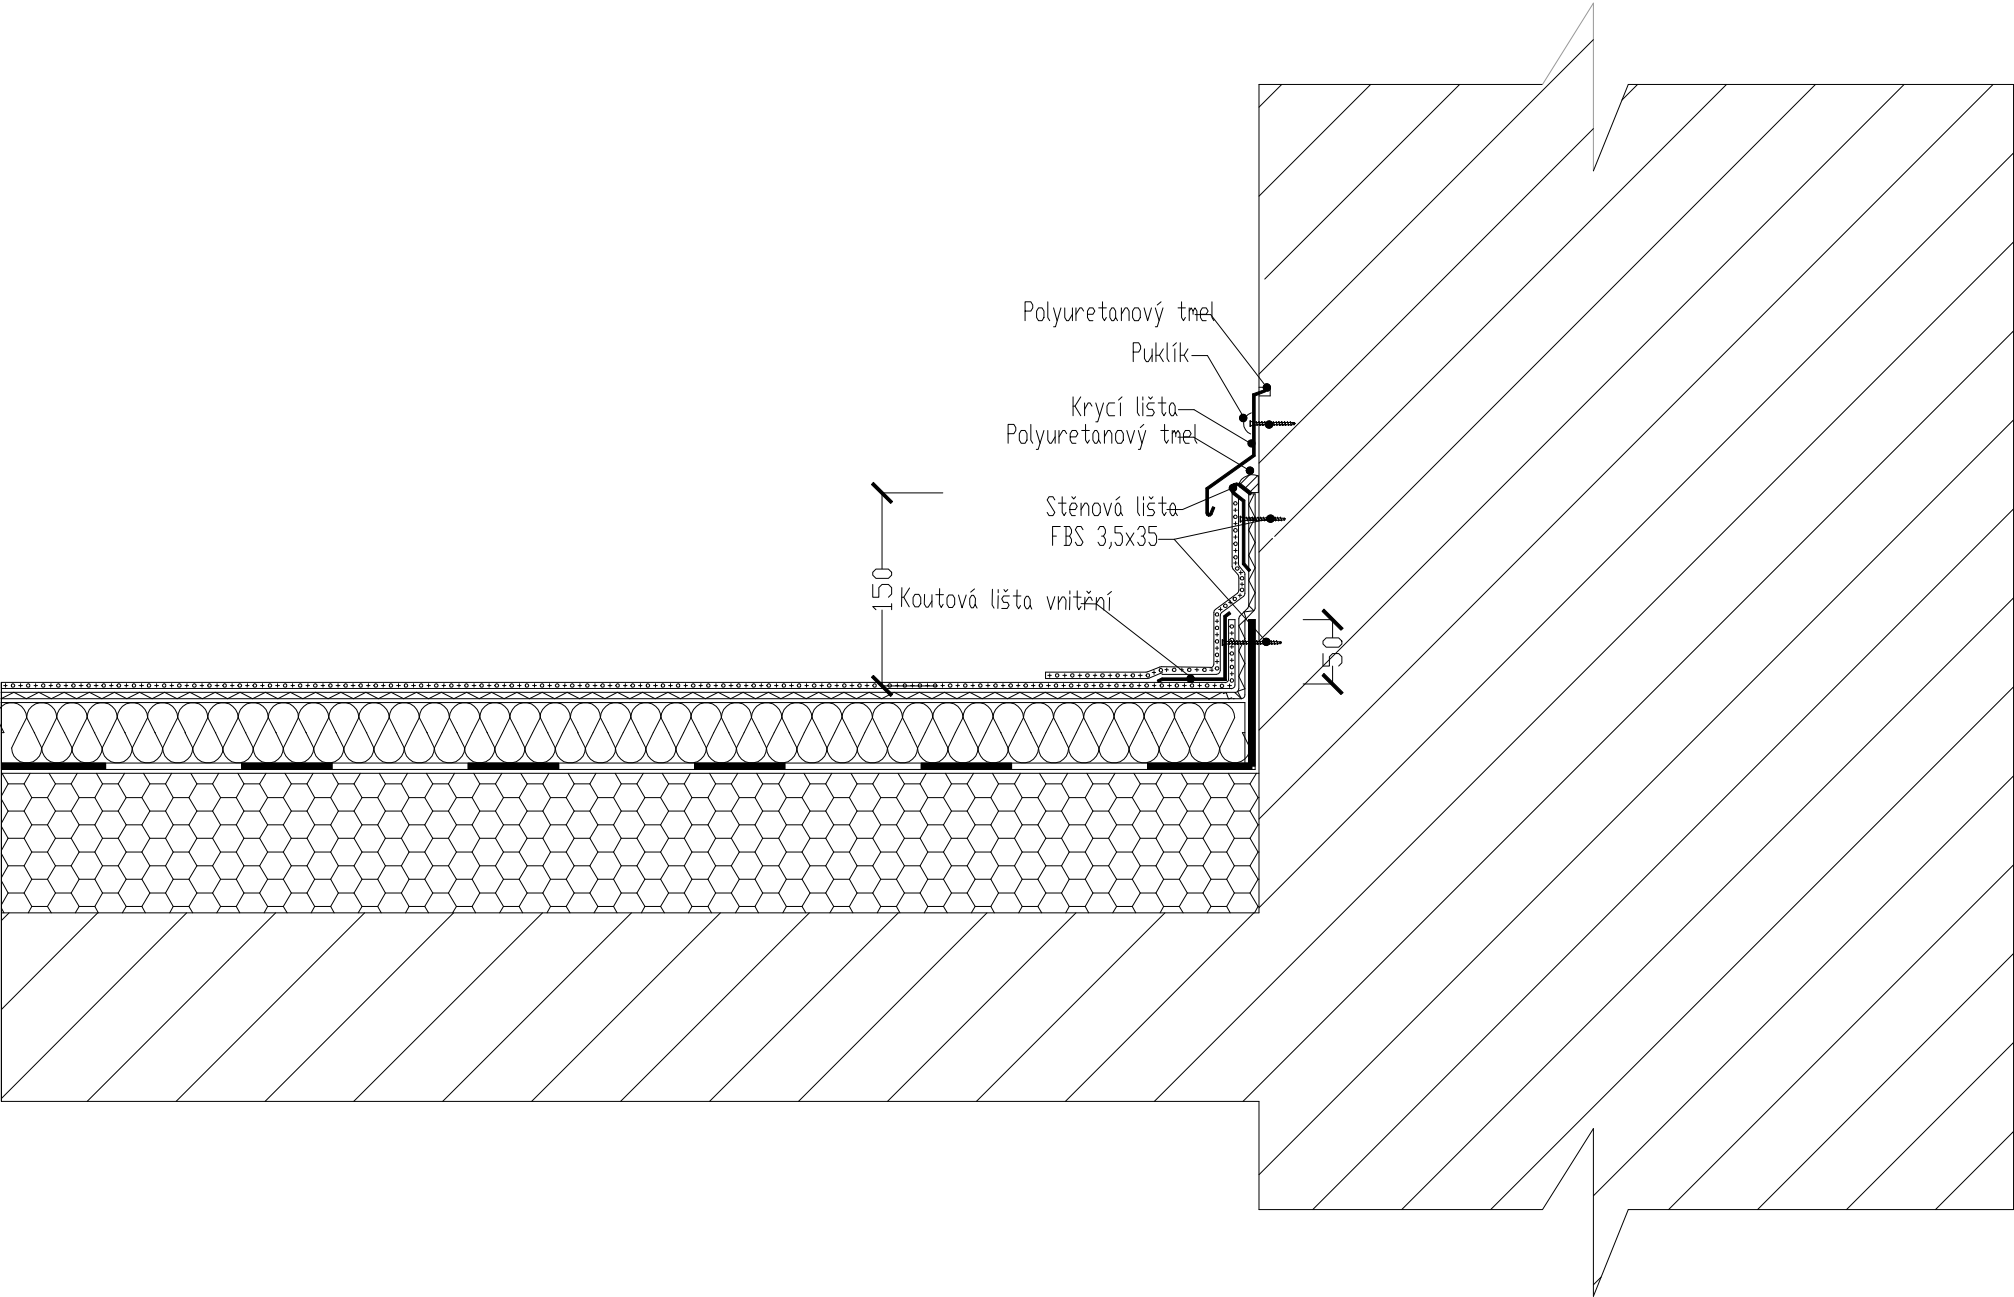 Polyuretanový tmel
Puklík
Krycí lišta
Polyuretanový tmel
Stěnová lišta
FBS 3,5x35
150
Koutová lišta vnitřní
50